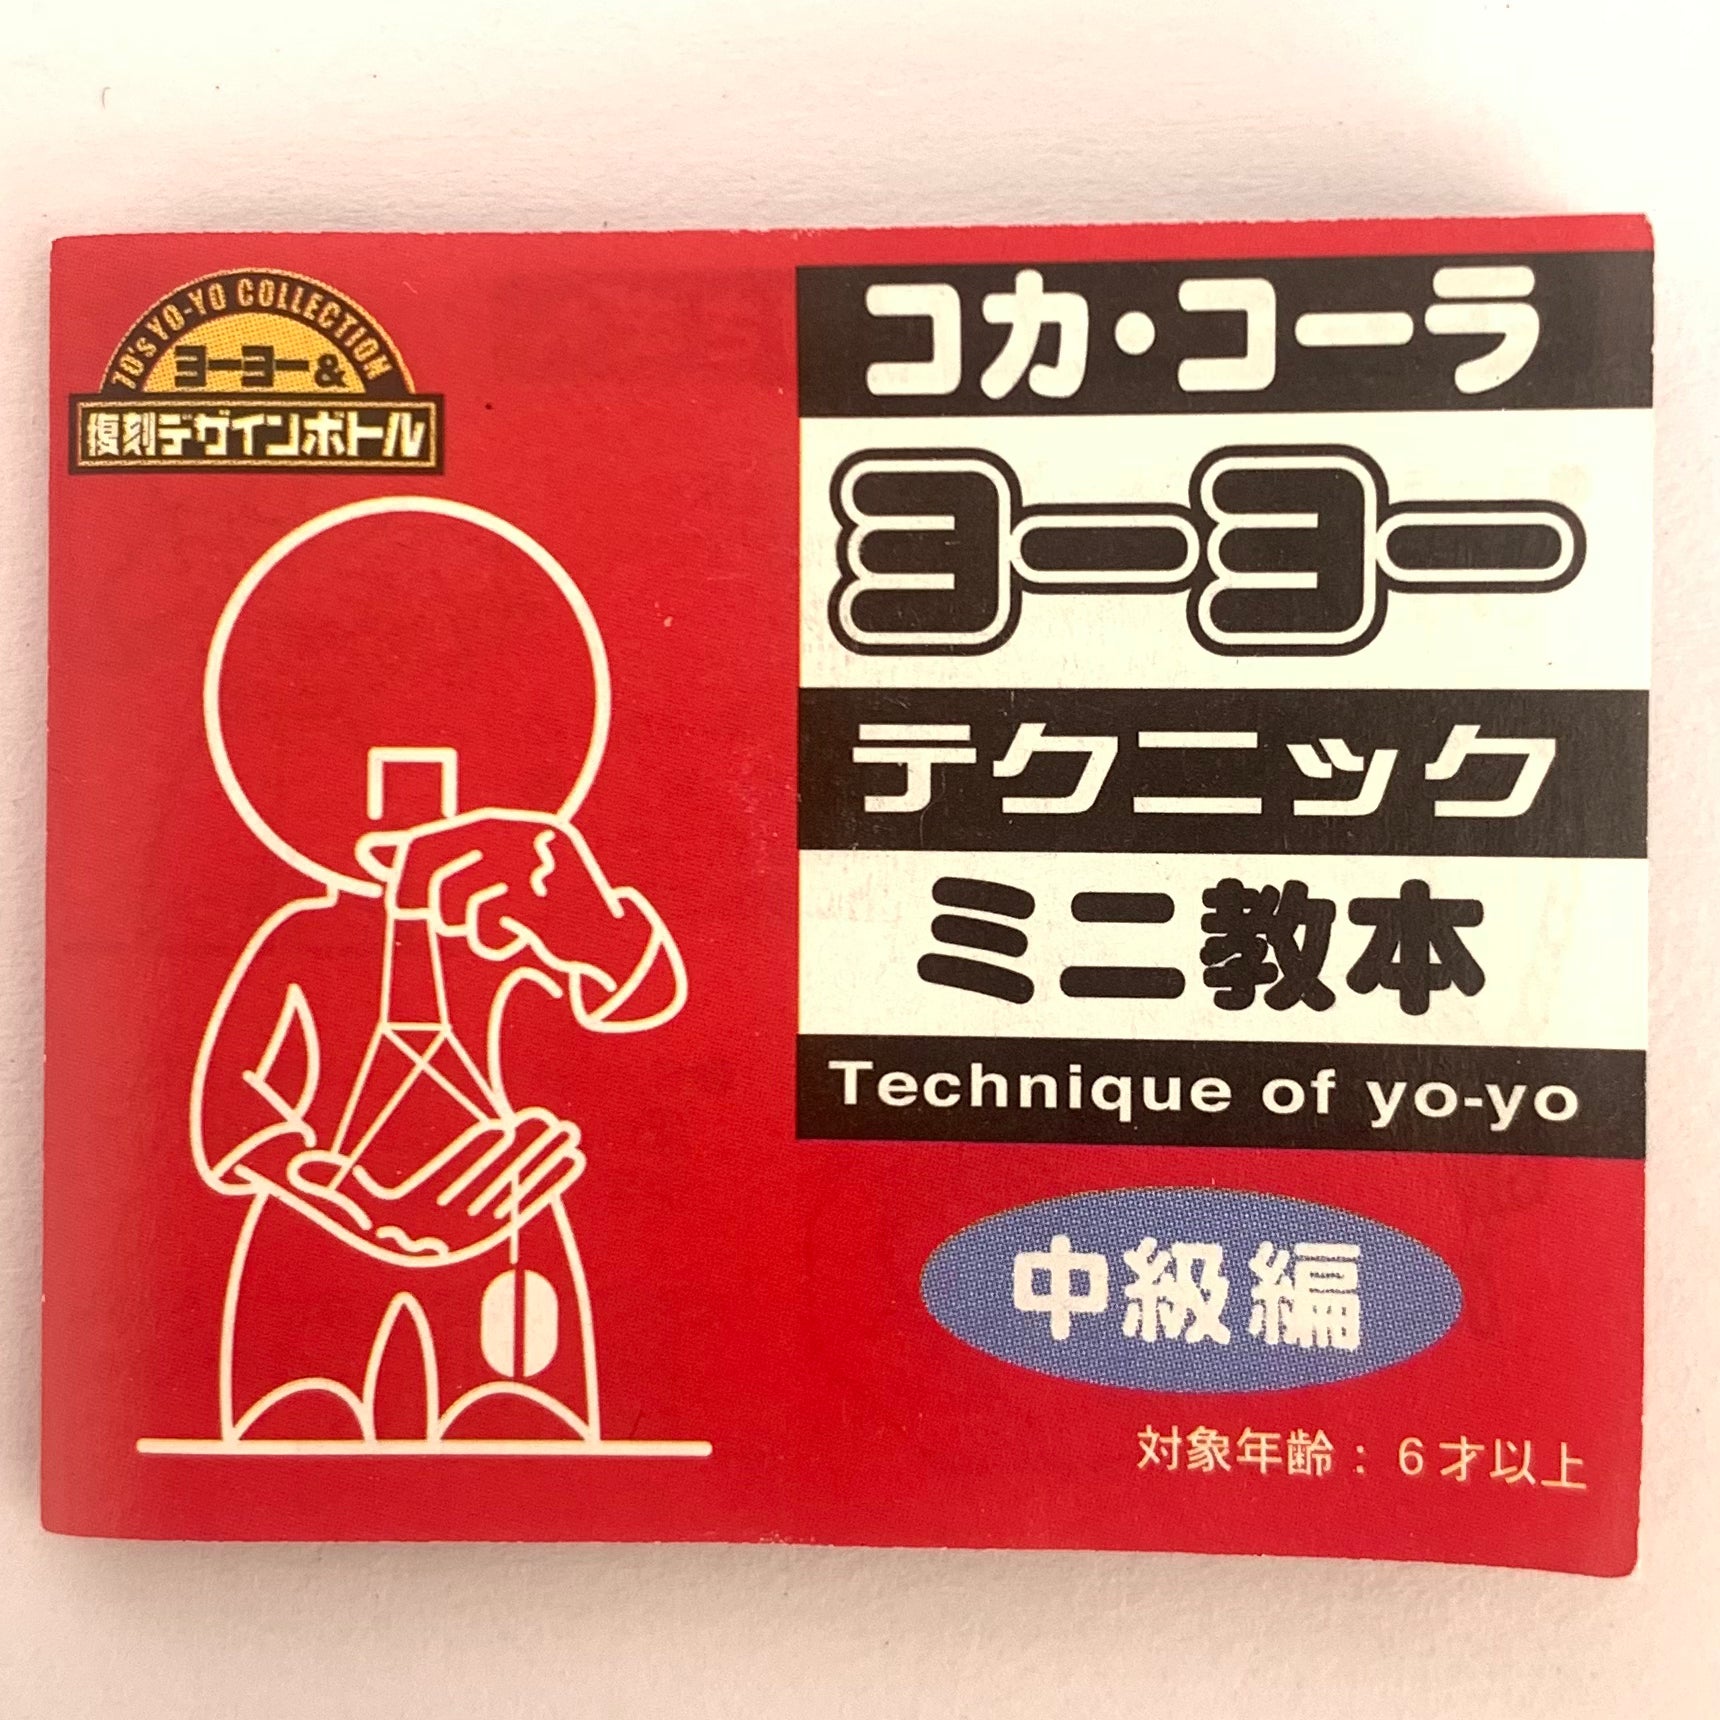 70's YO-YO COLLECTION
ヨーヨー&
復刻デザインボトル
コカ・コーラ
ヨーヨー
テクニック
ミニ教本
Technique of yo-yo
中級編
対象年齢：6才以上